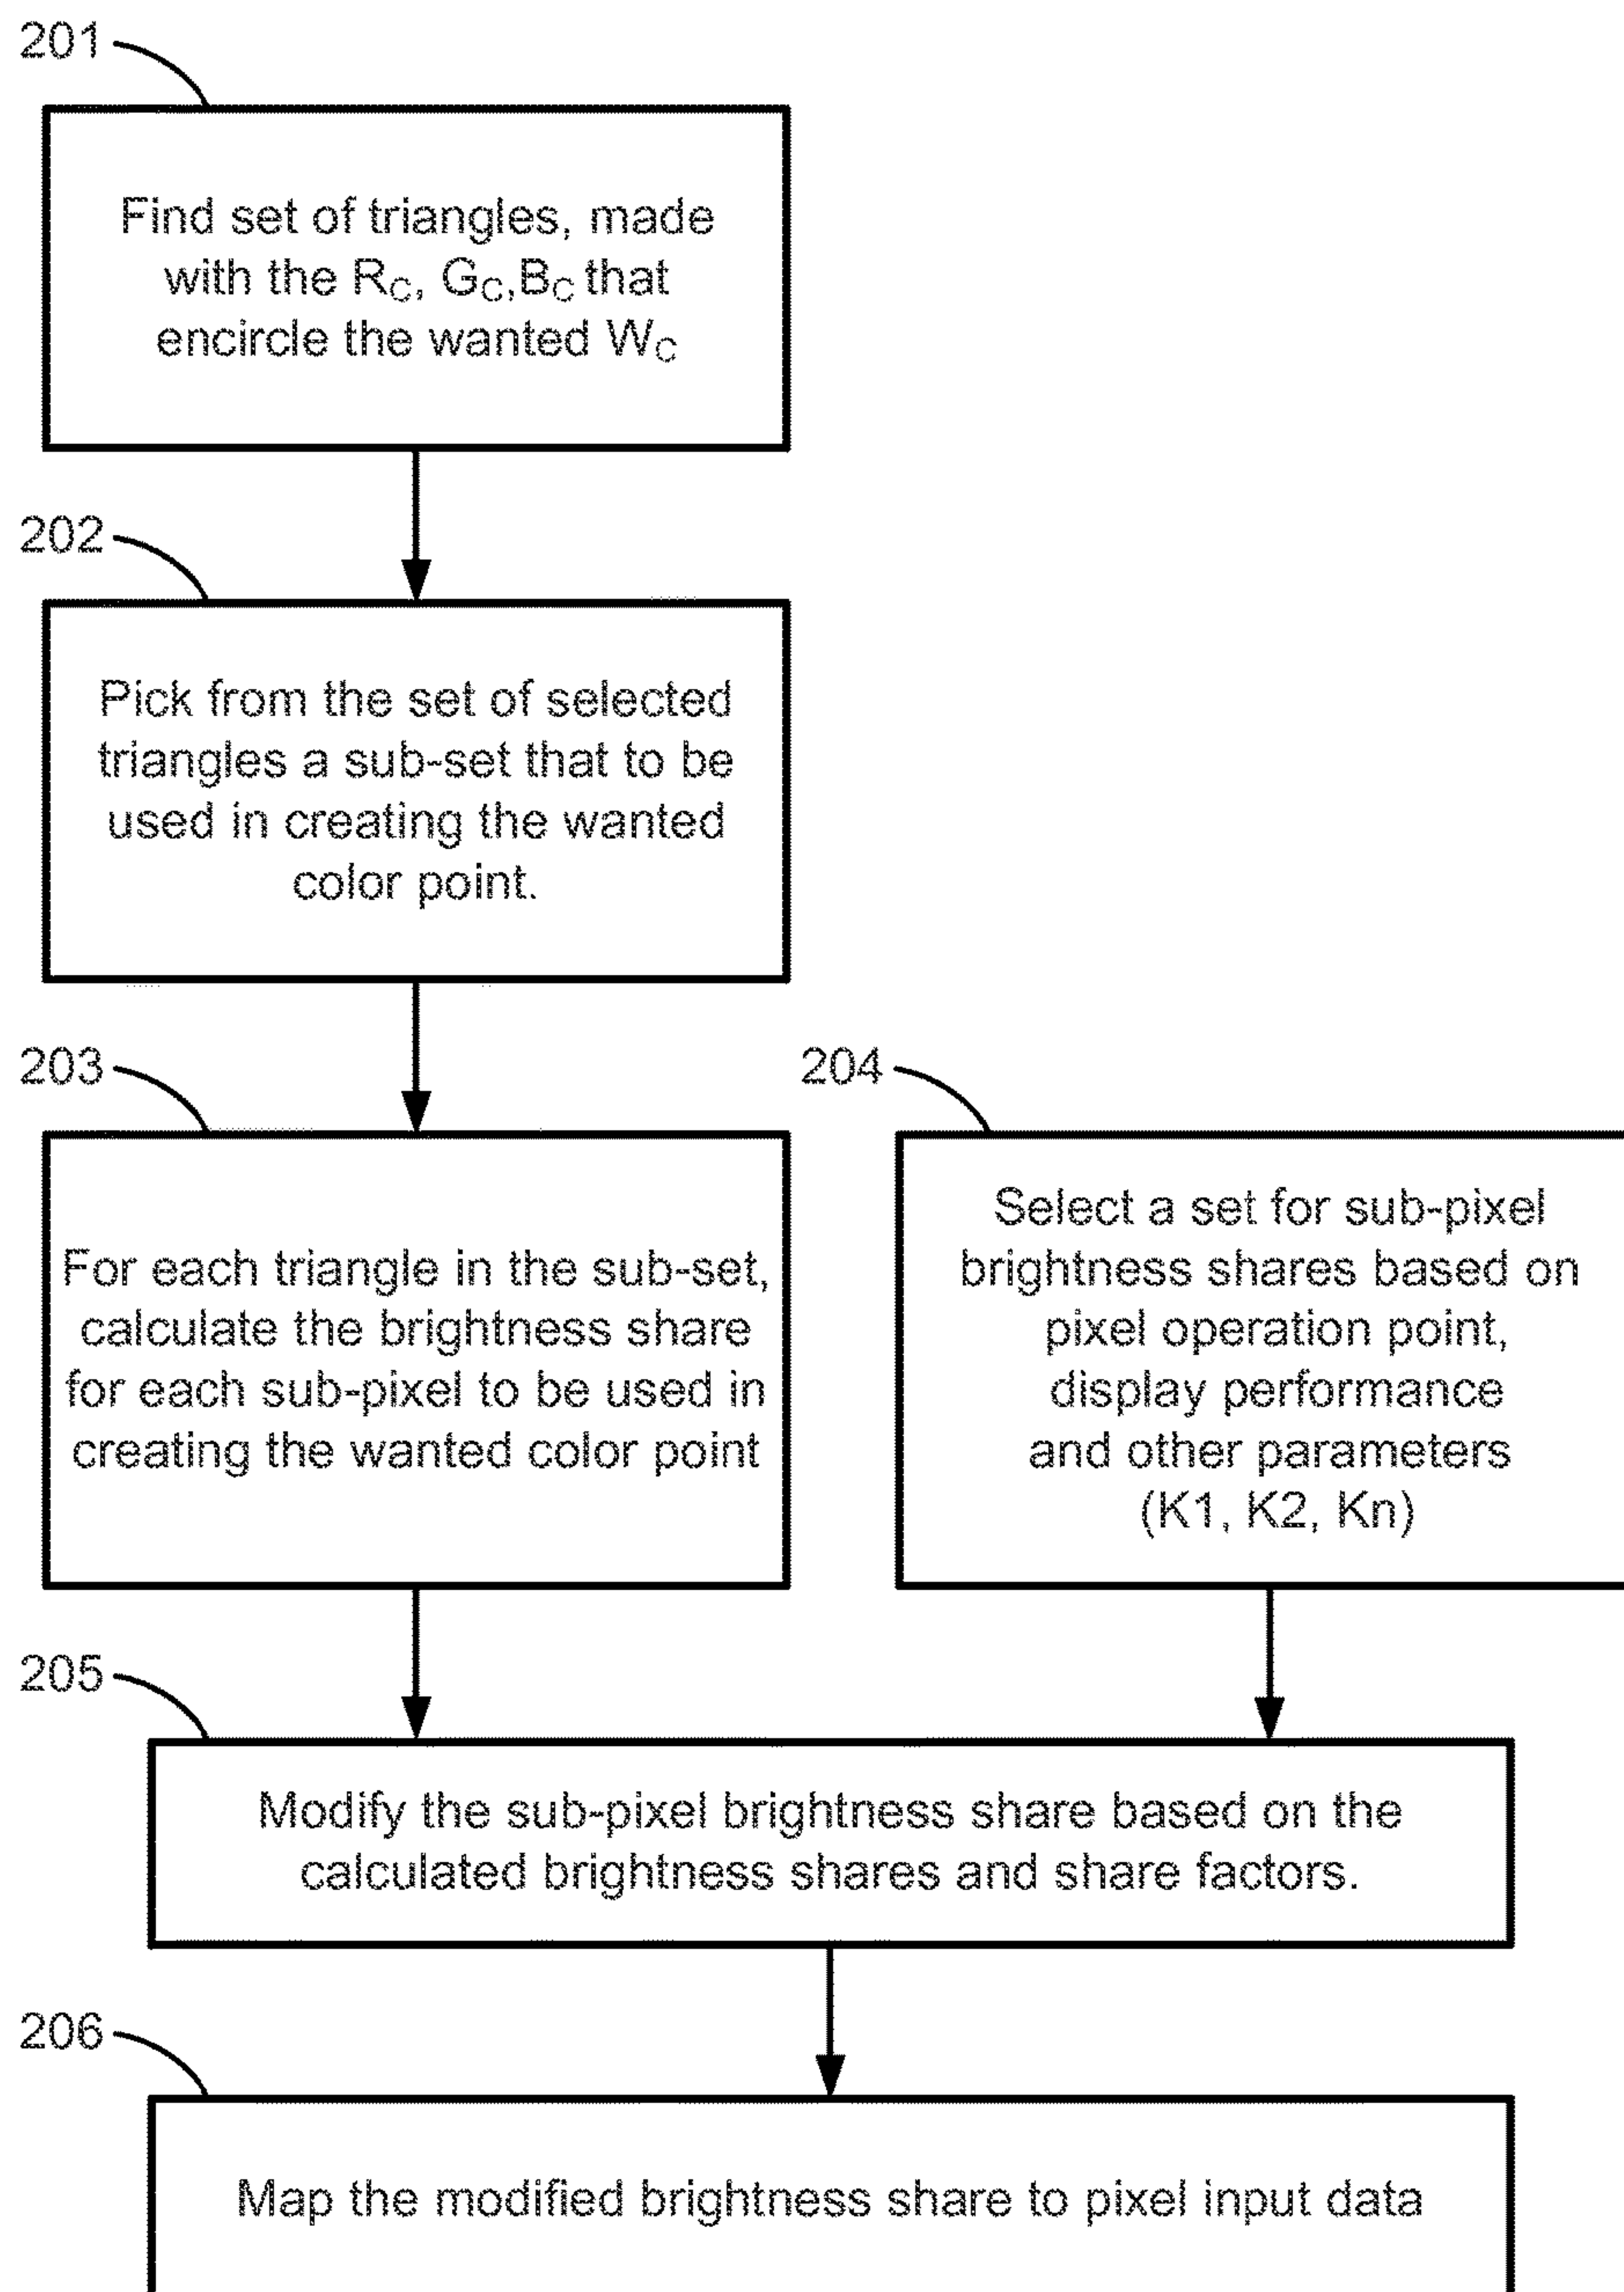 201
Find set of triangles, made
with the R_C, G_C,B_C that
encircle the wanted W_C
202
Pick from the set of selected
triangles a sub-set that to be
used in creating the wanted
color point.
203
For each triangle in the sub-set,
calculate the brightness share
for each sub-pixel to be used in
creating the wanted color point
204
Select a set for sub-pixel
brightness shares based on
pixel operation point,
display performance
and other parameters
(K1, K2, Kn)
205
Modify the sub-pixel brightness share based on the
calculated brightness shares and share factors.
206
Map the modified brightness share to pixel input data